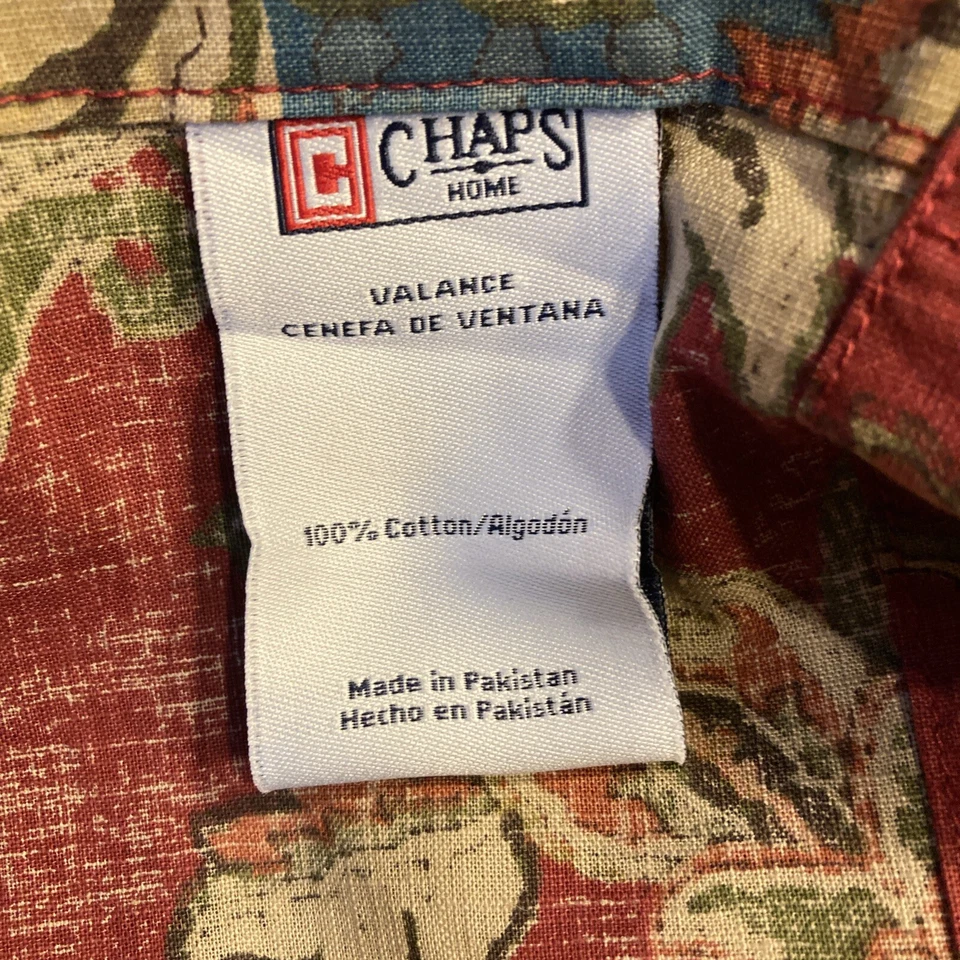 C CHAPS
HOME
VALANCE
CENEFA DE VENTANA
100% Cotton/Algodón
Made in Pakistan
Hecho en Pakistán